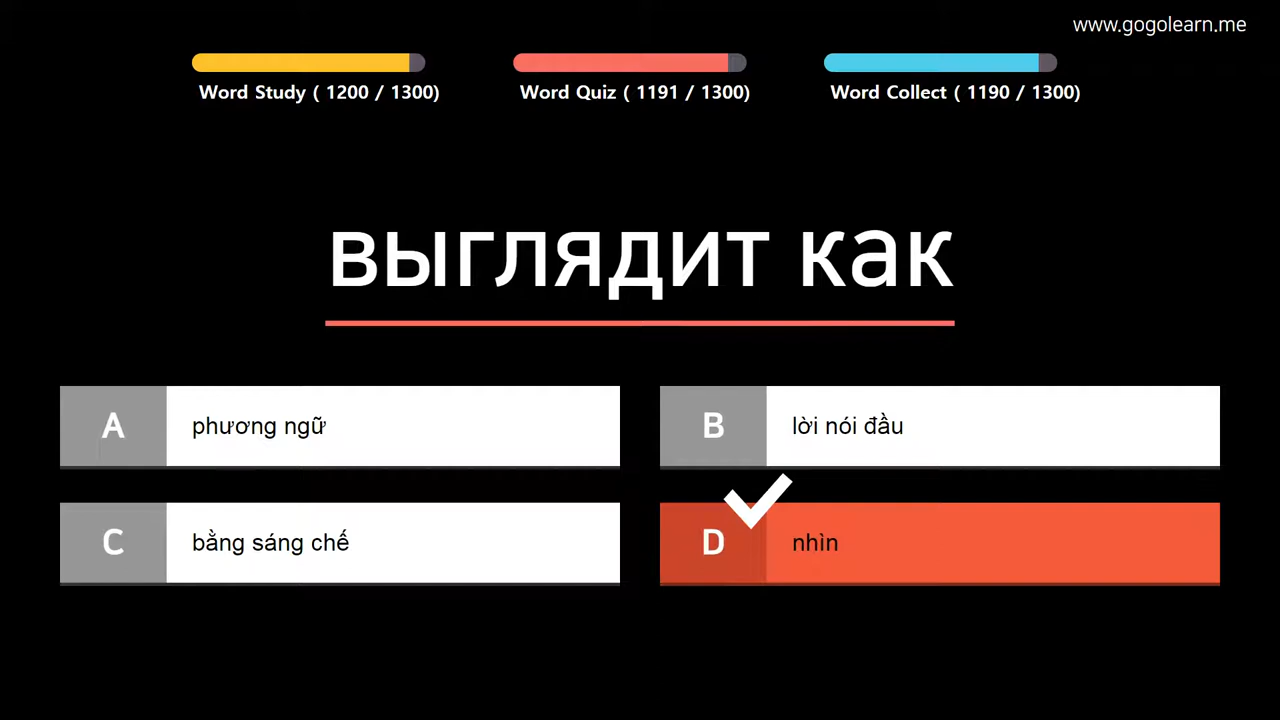 www.gogolearn.me
Word Study ( 1200 / 1300)
Word Quiz ( 1191 / 1300)
Word Collect ( 1190 / 1300)
выглядит как
A phương ngữ
B lời nói đầu
C bằng sáng chế
D nhìn